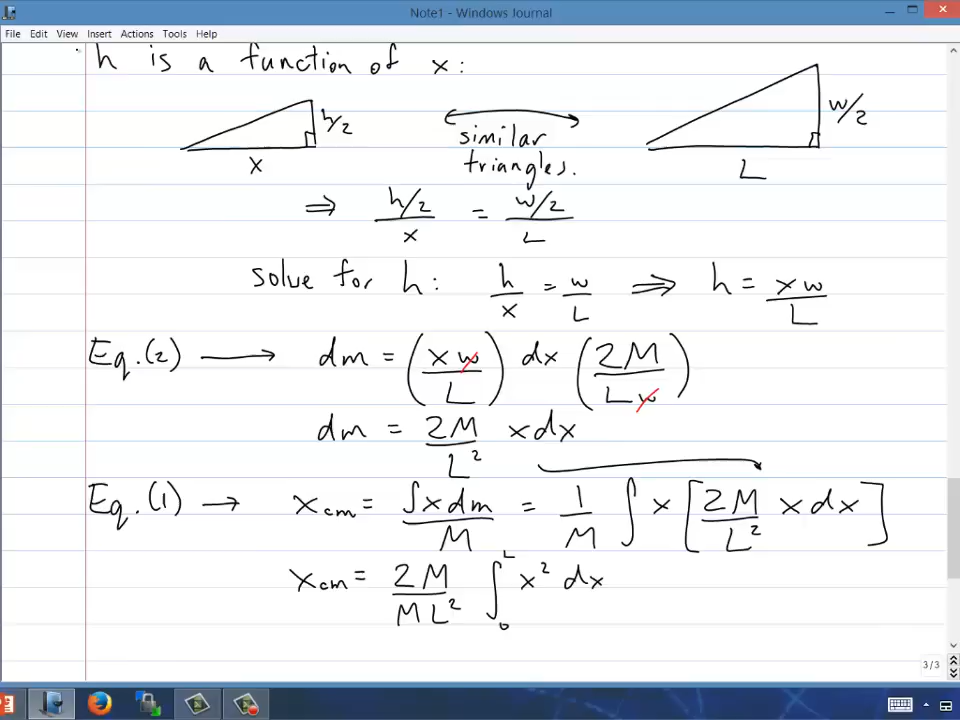 Note1 - Windows Journal
File Edit View Insert Actions Tools Help
h is a function of x:
h/2
x
similar
triangles.
w/2
L
⇒ (h/2)/x = (w/2)/L
solve for h: h/x = w/L ⟹ h = xw/L
Eq.(2) ⟶ dm = (xw/L) dx (2M/Lw)
dm = 2M/L² x dx
Eq.(1) → x_cm = ∫x dm/M = 1/M ∫ x [2M/L² x dx]
x_cm = 2M/ML² ∫₀ᴸ x² dx
3/3